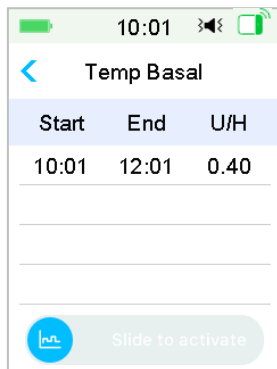 10:01
Temp Basal
Start End U/H
10:01 12:01 0.40
Slide to activate